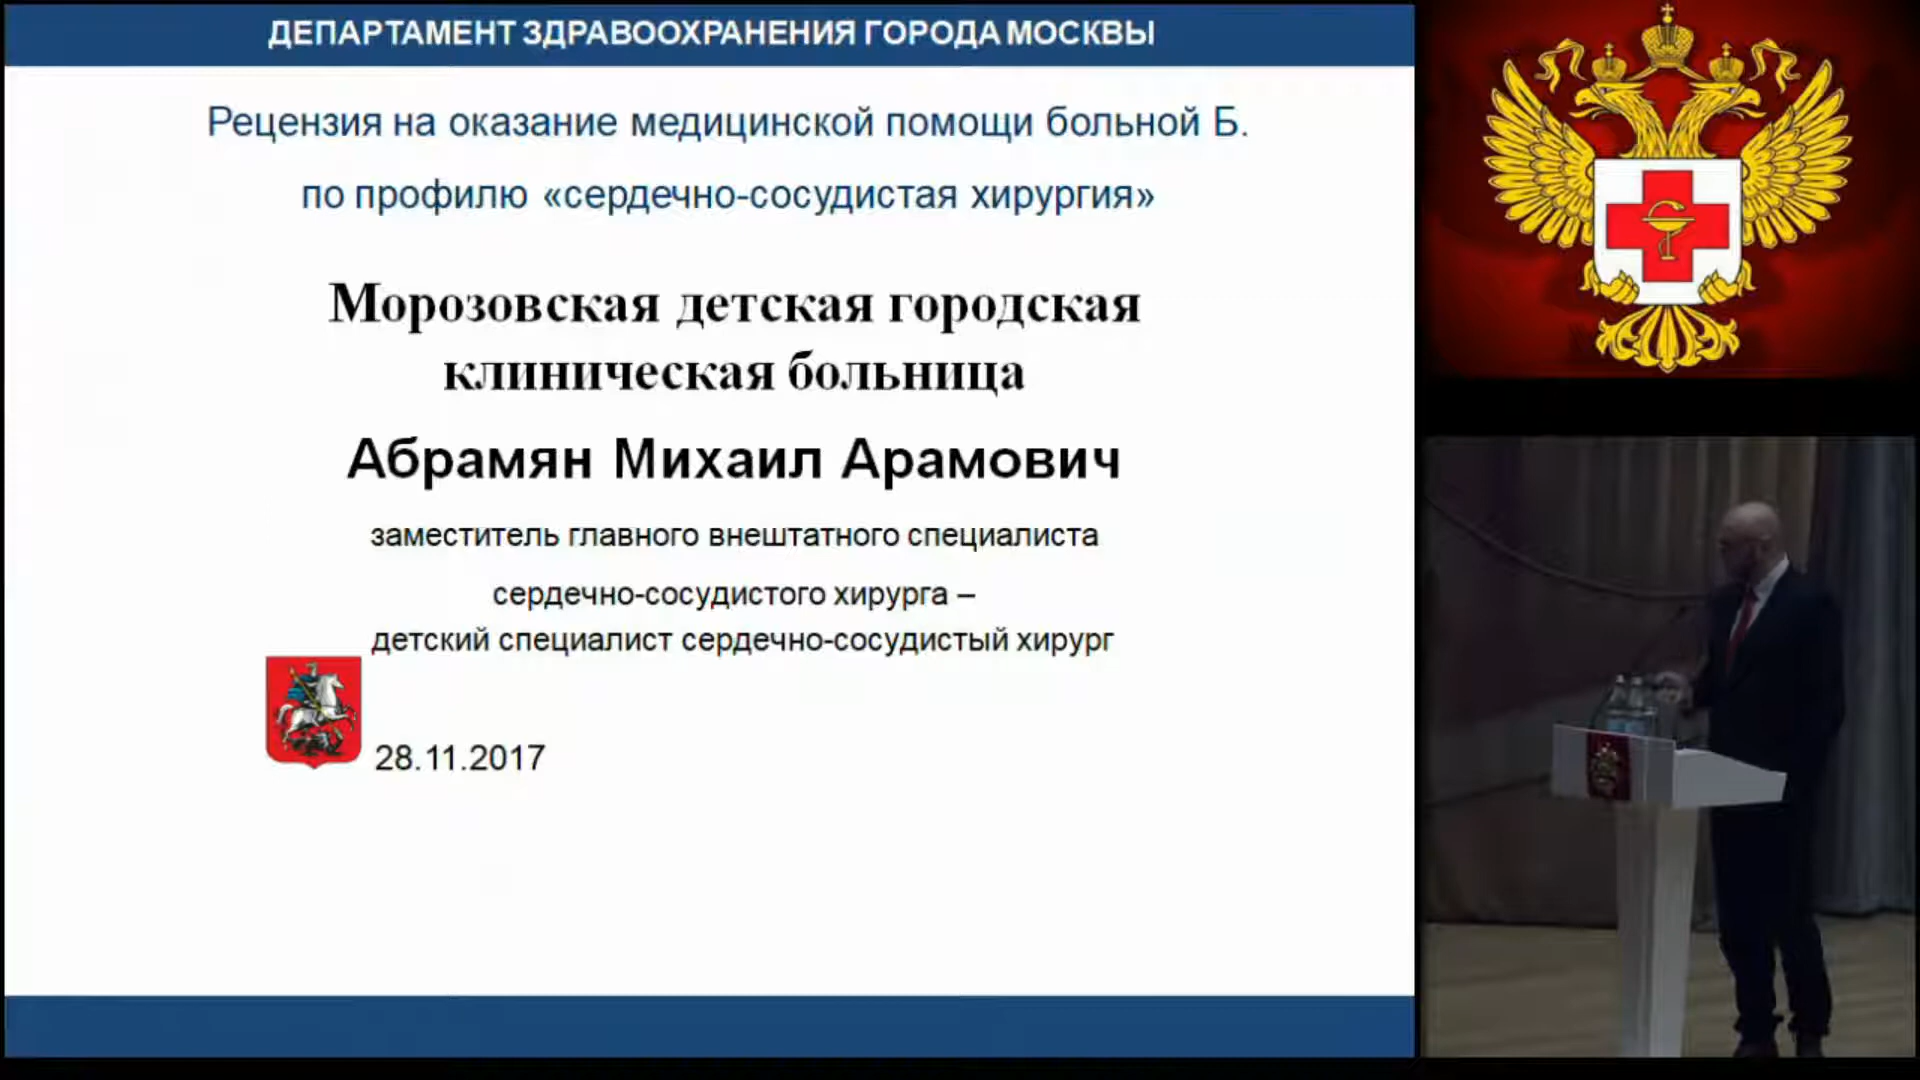 ДЕПАРТАМЕНТ ЗДРАВООХРАНЕНИЯ ГОРОДА МОСКВЫ
Рецензия на оказание медицинской помощи больной Б.
по профилю «сердечно-сосудистая хирургия»
Морозовская детская городская
клиническая больница
Абрамян Михаил Арамович
заместитель главного внештатного специалиста
сердечно-сосудистого хирурга –
детский специалист сердечно-сосудистый хирург
28.11.2017